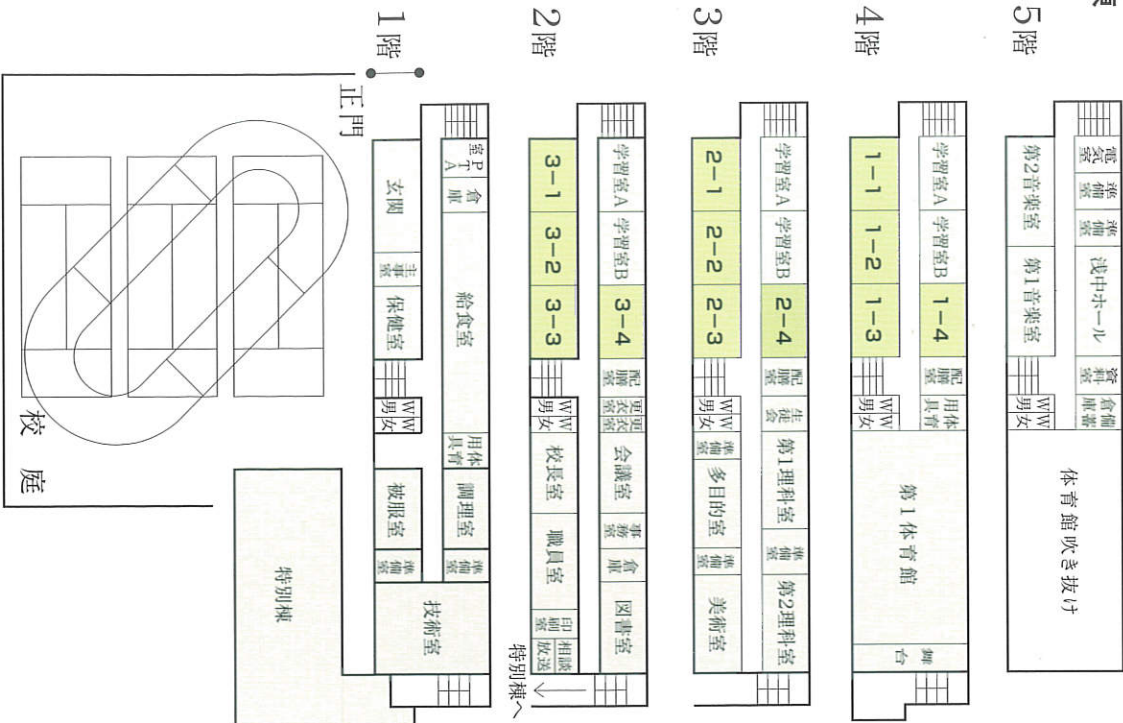 5階
電気室
準備室
準備室
浅中ホール
資料室
備蓄倉庫
第2音楽室
第1音楽室
W男
W女
体育館吹き抜け
4階
学習室A
学習室B
1-4
配膳室
体育用具
1-1
1-2
1-3
W男
W女
第1体育館
舞台
3階
学習室A
学習室B
2-4
配膳室
生徒会
第1理科室
準備室
第2理科室
2-1
2-2
2-3
W男
W女
準備室
多目的室
準備室
美術室
2階
学習室A
学習室B
3-4
配膳室
更衣室
更衣室
会議室
事務室
倉庫
図書室
3-1
3-2
3-3
W男
W女
校長室
職員室
印刷室
相談
放送
特別棟へ
1階
PTA室
倉庫
給食室
体育用具
調理室
準備室
玄関
主事室
保健室
W男
W女
被服室
準備室
技術室
正門
特別棟
校庭